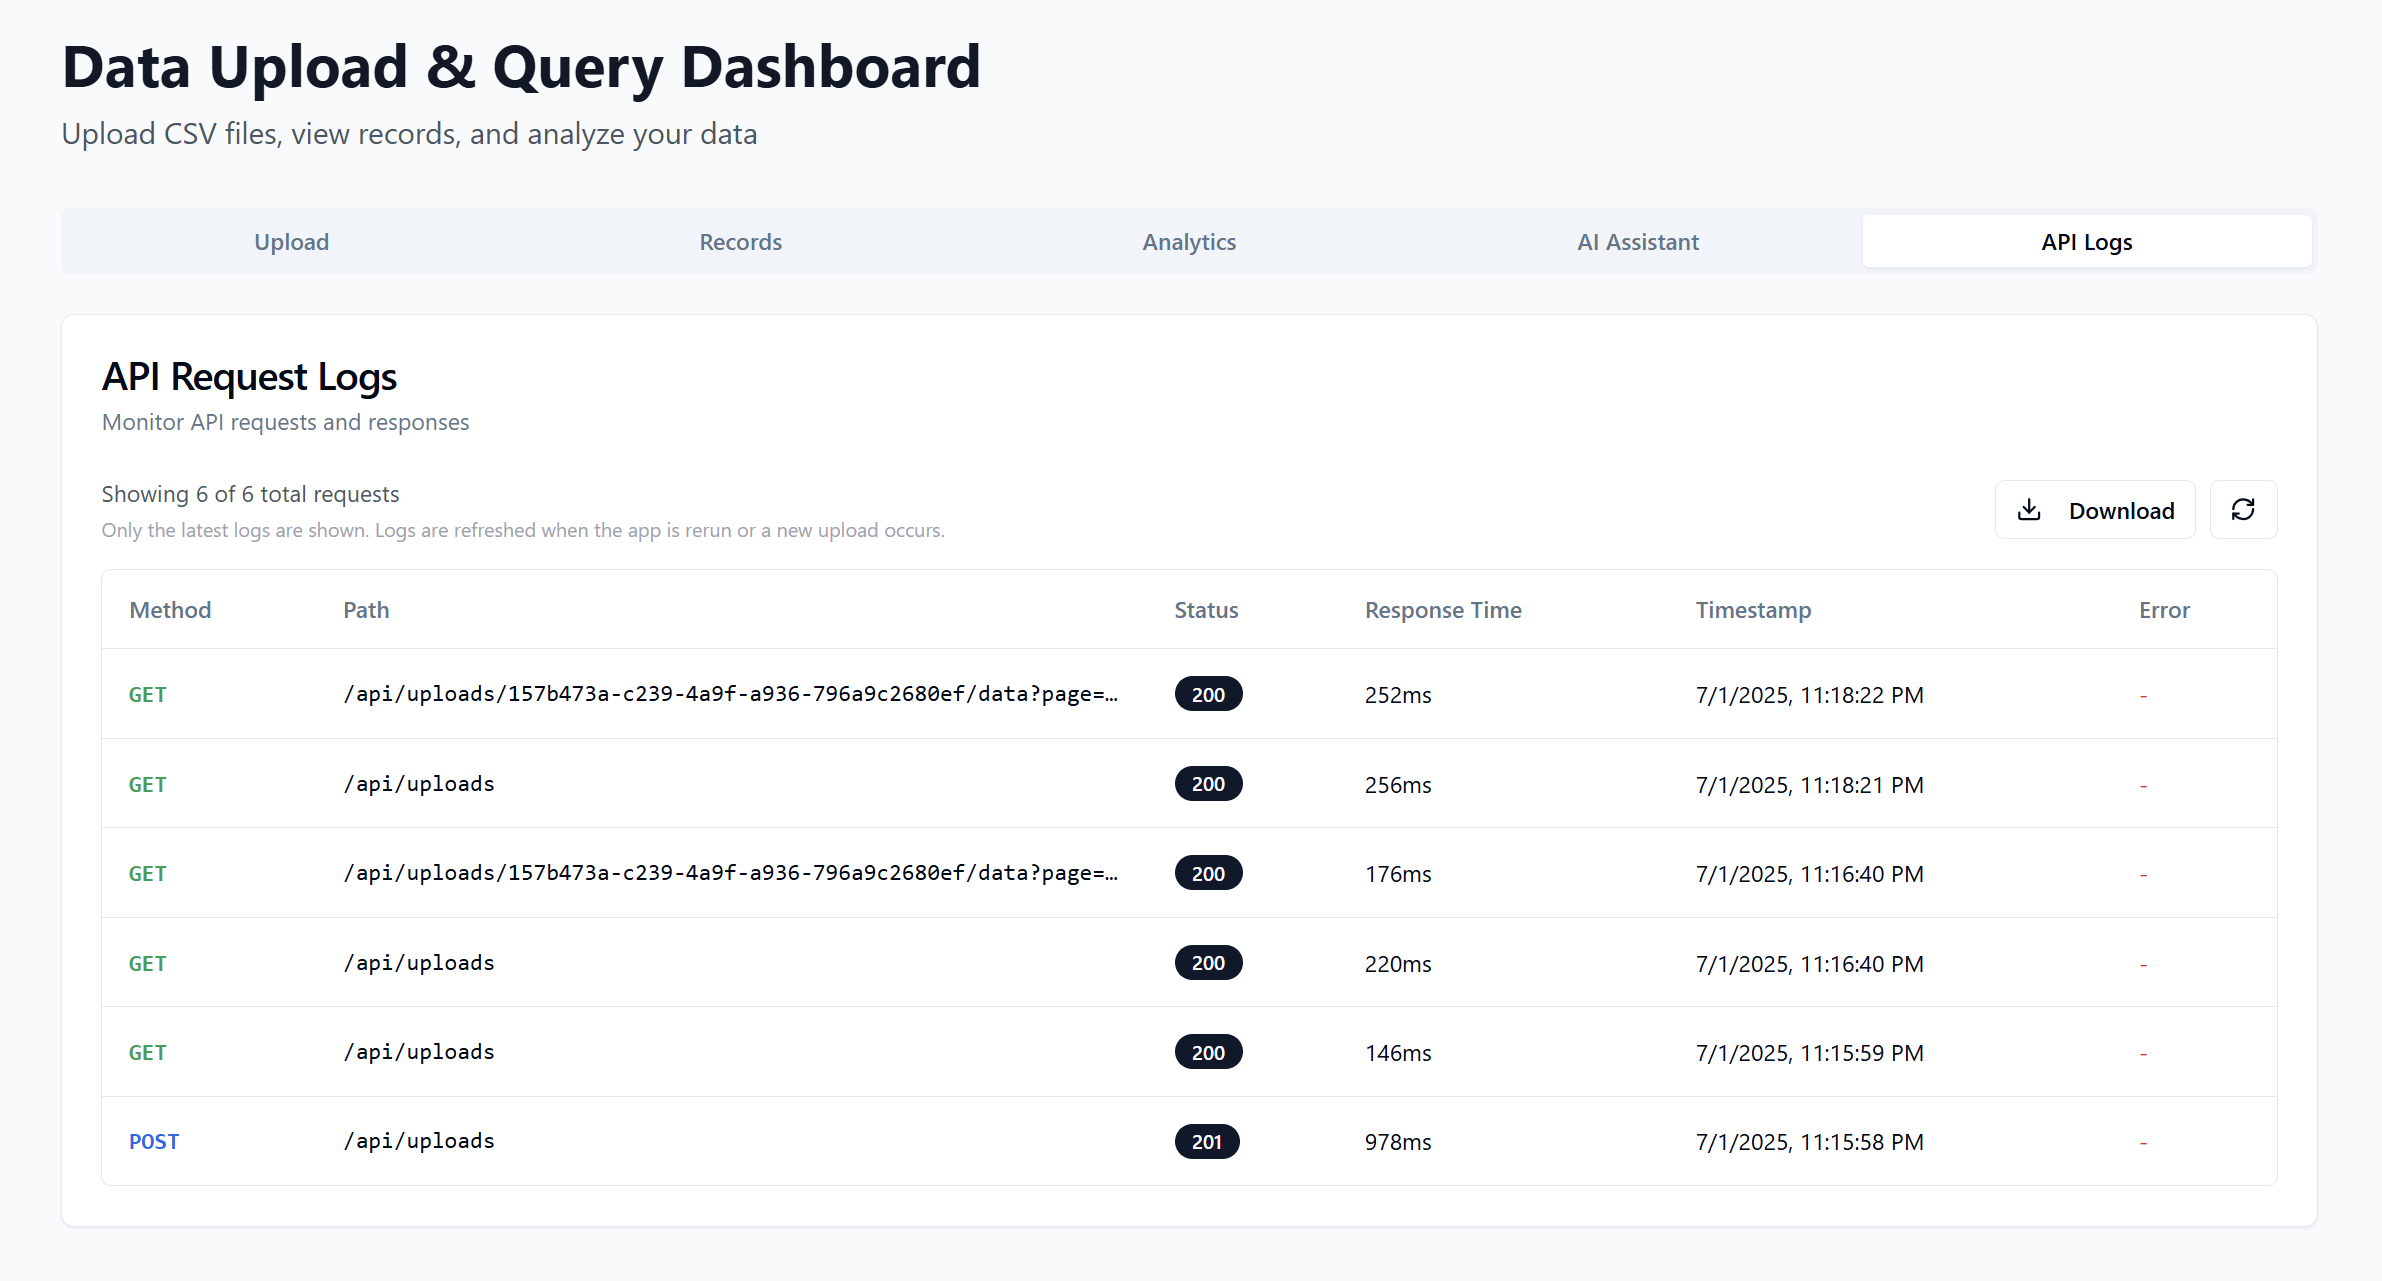 Data Upload & Query Dashboard
Upload CSV files, view records, and analyze your data
Upload Records Analytics AI Assistant API Logs
API Request Logs
Monitor API requests and responses
Showing 6 of 6 total requests
Only the latest logs are shown. Logs are refreshed when the app is rerun or a new upload occurs.
Download
Method Path Status Response Time Timestamp Error
GET /api/uploads/157b473a-c239-4a9f-a936-796a9c2680ef/data?page=… 200 252ms 7/1/2025, 11:18:22 PM -
GET /api/uploads 200 256ms 7/1/2025, 11:18:21 PM -
GET /api/uploads/157b473a-c239-4a9f-a936-796a9c2680ef/data?page=… 200 176ms 7/1/2025, 11:16:40 PM -
GET /api/uploads 200 220ms 7/1/2025, 11:16:40 PM -
GET /api/uploads 200 146ms 7/1/2025, 11:15:59 PM -
POST /api/uploads 201 978ms 7/1/2025, 11:15:58 PM -